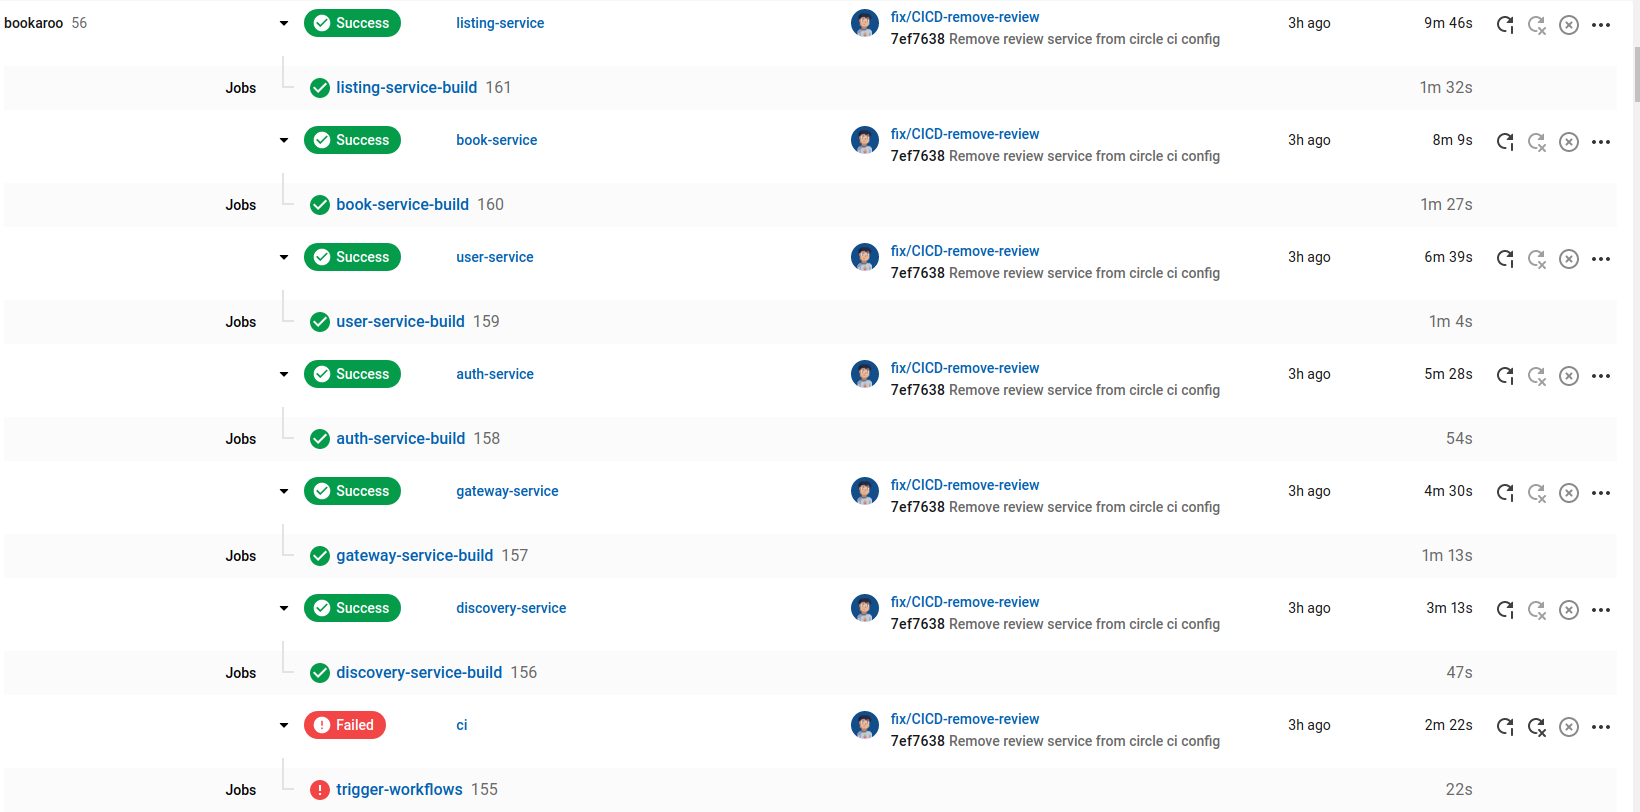 bookaroo 56 Success listing-service fix/CICD-remove-review 3h ago 9m 46s
7ef7638 Remove review service from circle ci config
Jobs listing-service-build 161 1m 32s
Success book-service fix/CICD-remove-review 3h ago 8m 9s
7ef7638 Remove review service from circle ci config
Jobs book-service-build 160 1m 27s
Success user-service fix/CICD-remove-review 3h ago 6m 39s
7ef7638 Remove review service from circle ci config
Jobs user-service-build 159 1m 4s
Success auth-service fix/CICD-remove-review 3h ago 5m 28s
7ef7638 Remove review service from circle ci config
Jobs auth-service-build 158 54s
Success gateway-service fix/CICD-remove-review 3h ago 4m 30s
7ef7638 Remove review service from circle ci config
Jobs gateway-service-build 157 1m 13s
Success discovery-service fix/CICD-remove-review 3h ago 3m 13s
7ef7638 Remove review service from circle ci config
Jobs discovery-service-build 156 47s
Failed ci fix/CICD-remove-review 3h ago 2m 22s
7ef7638 Remove review service from circle ci config
Jobs trigger-workflows 155 22s